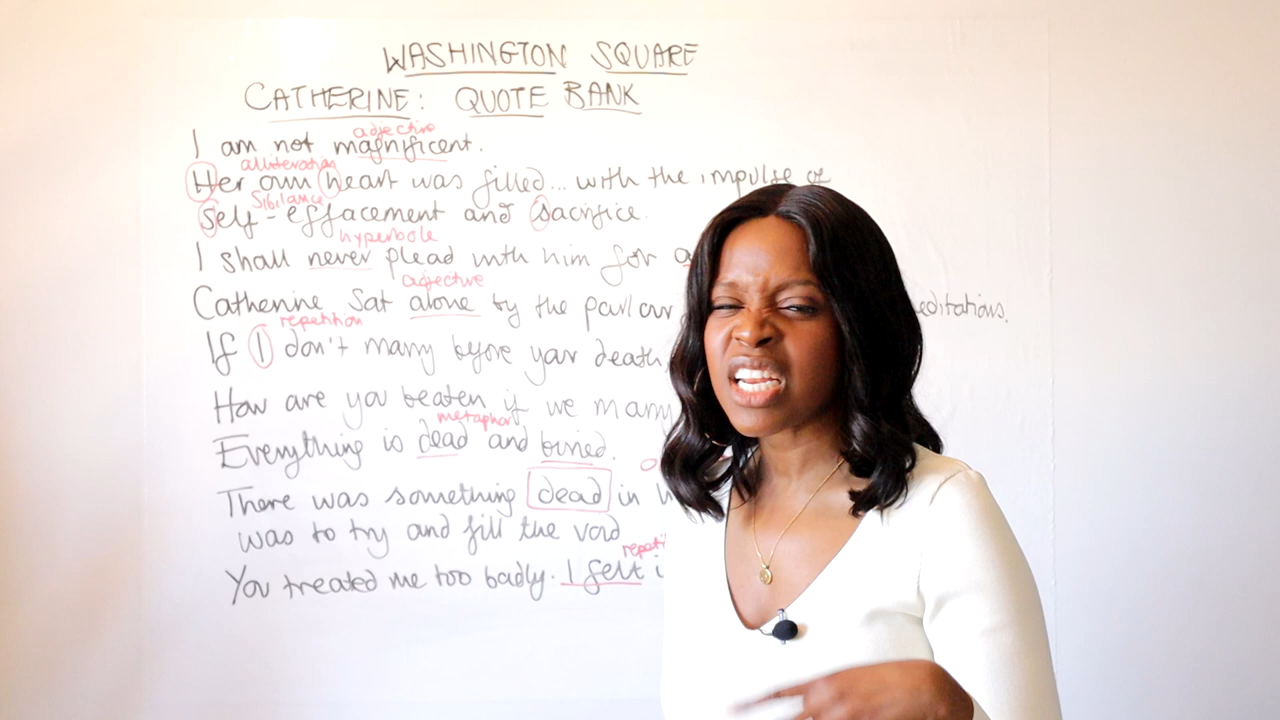 WASHINGTON SQUARE
CATHERINE: QUOTE BANK
adjective
I am not magnificent.
alliteration
Her own heart was filled... with the impulse of
Sibilance
Self-effacement and sacrifice.
hyperbole
I shall never plead with him for
adjective
Catherine sat alone by the parlour editations.
repetition
If I don't marry before your death
How are you beaten if we marry
metaphor
Everything is dead and buried.
There was something dead in
was to try and fill the void
repeti
You treated me too badly. I felt i